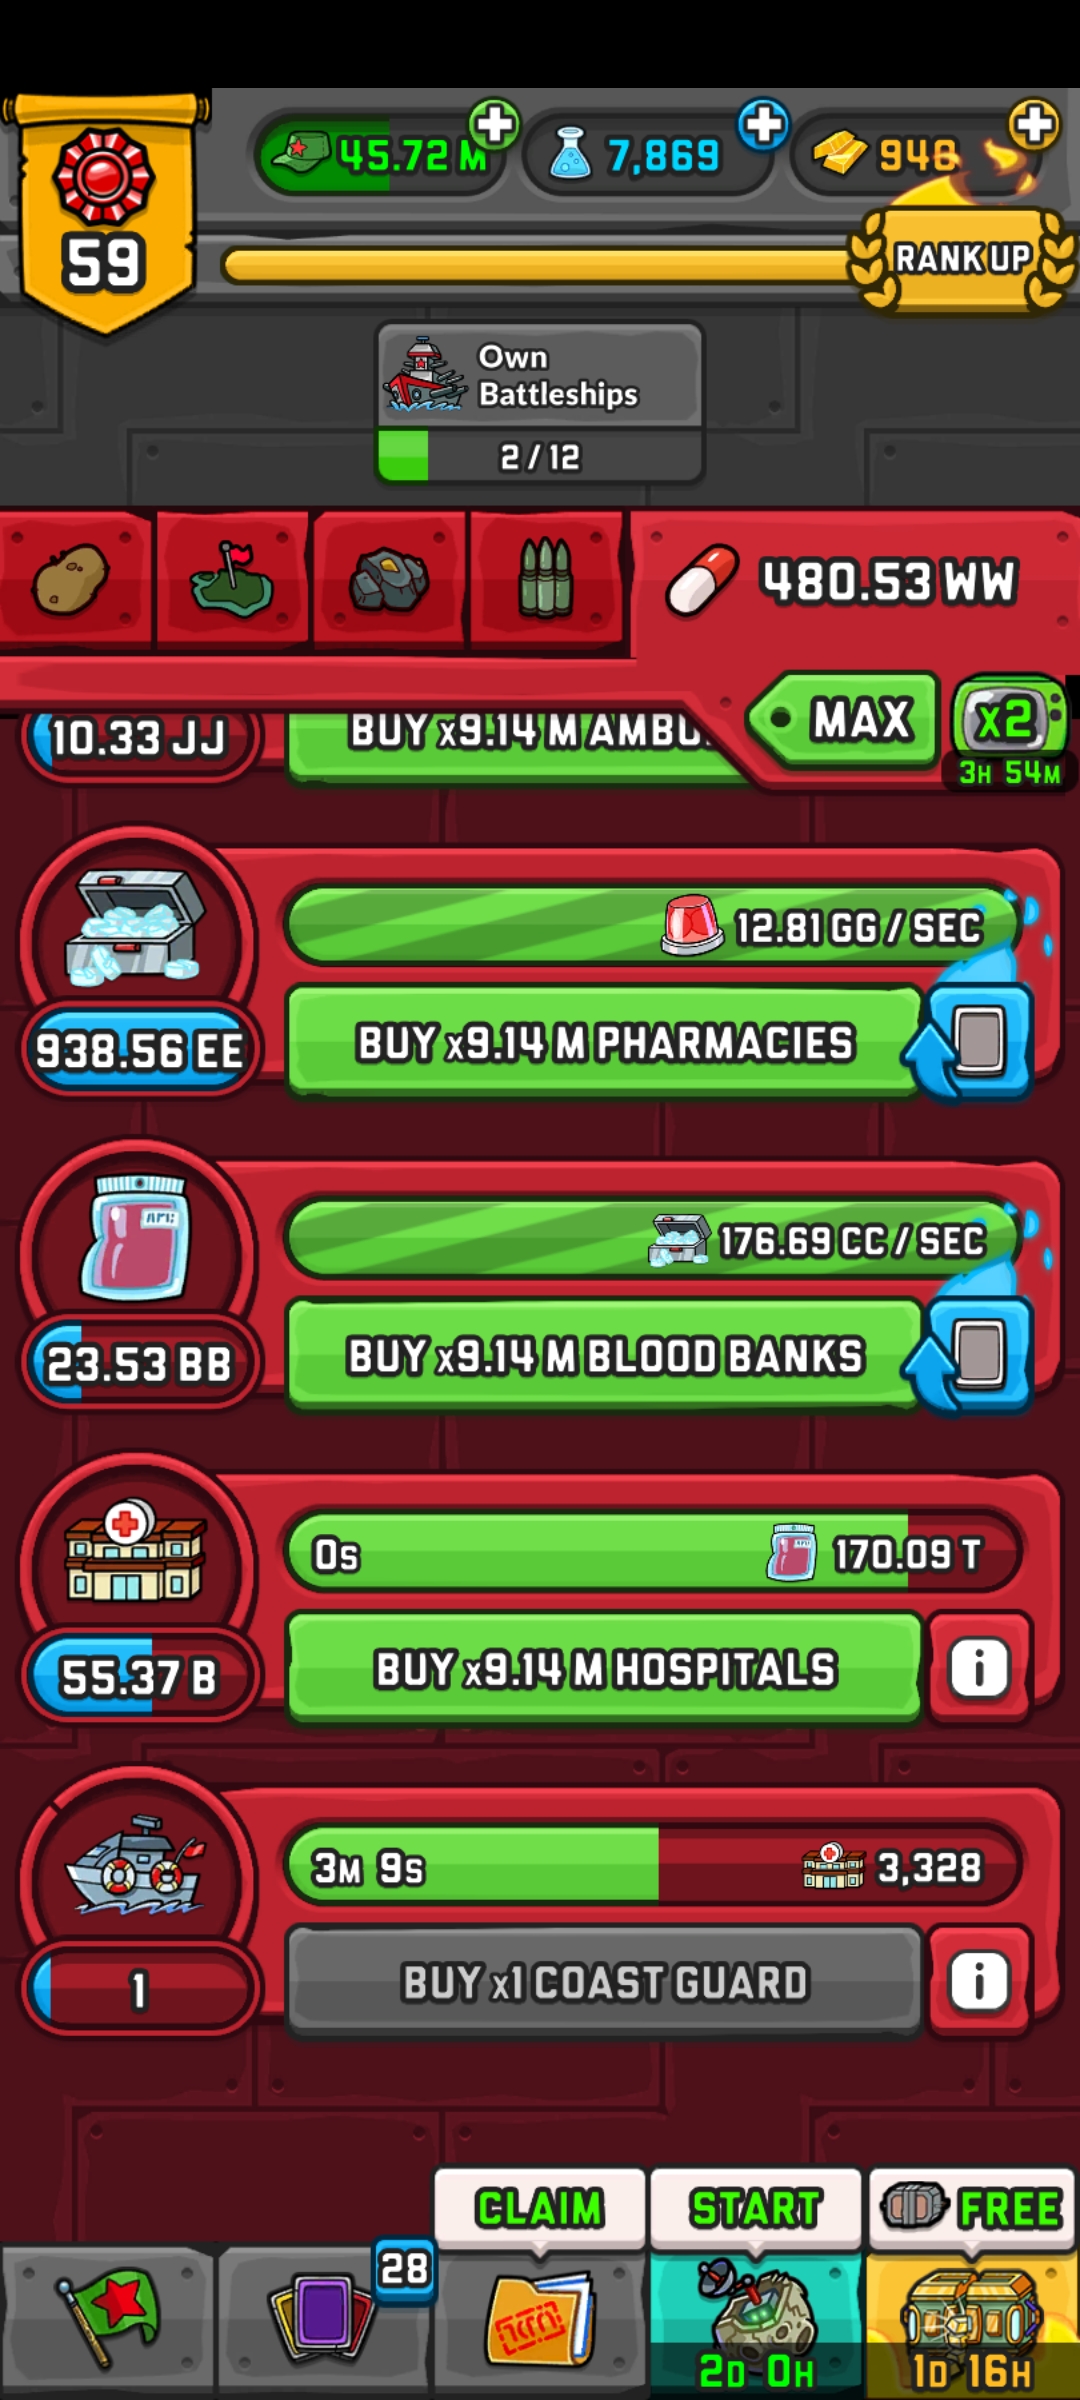 45.72 M
7,869
948
59
RANK UP
Own
Battleships
2 / 12
480.53 WW
MAX
x2
3H 54M
10.33 JJ
BUY x9.14 M AMBU
12.81 GG / SEC
938.56 EE
BUY x9.14 M PHARMACIES
176.69 CC / SEC
23.53 BB
BUY x9.14 M BLOOD BANKS
0S
170.09 T
55.37 B
BUY x9.14 M HOSPITALS
i
3M 9S
3,328
1
BUY x1 COAST GUARD
i
CLAIM
START
FREE
28
2D 0H
1D 16H